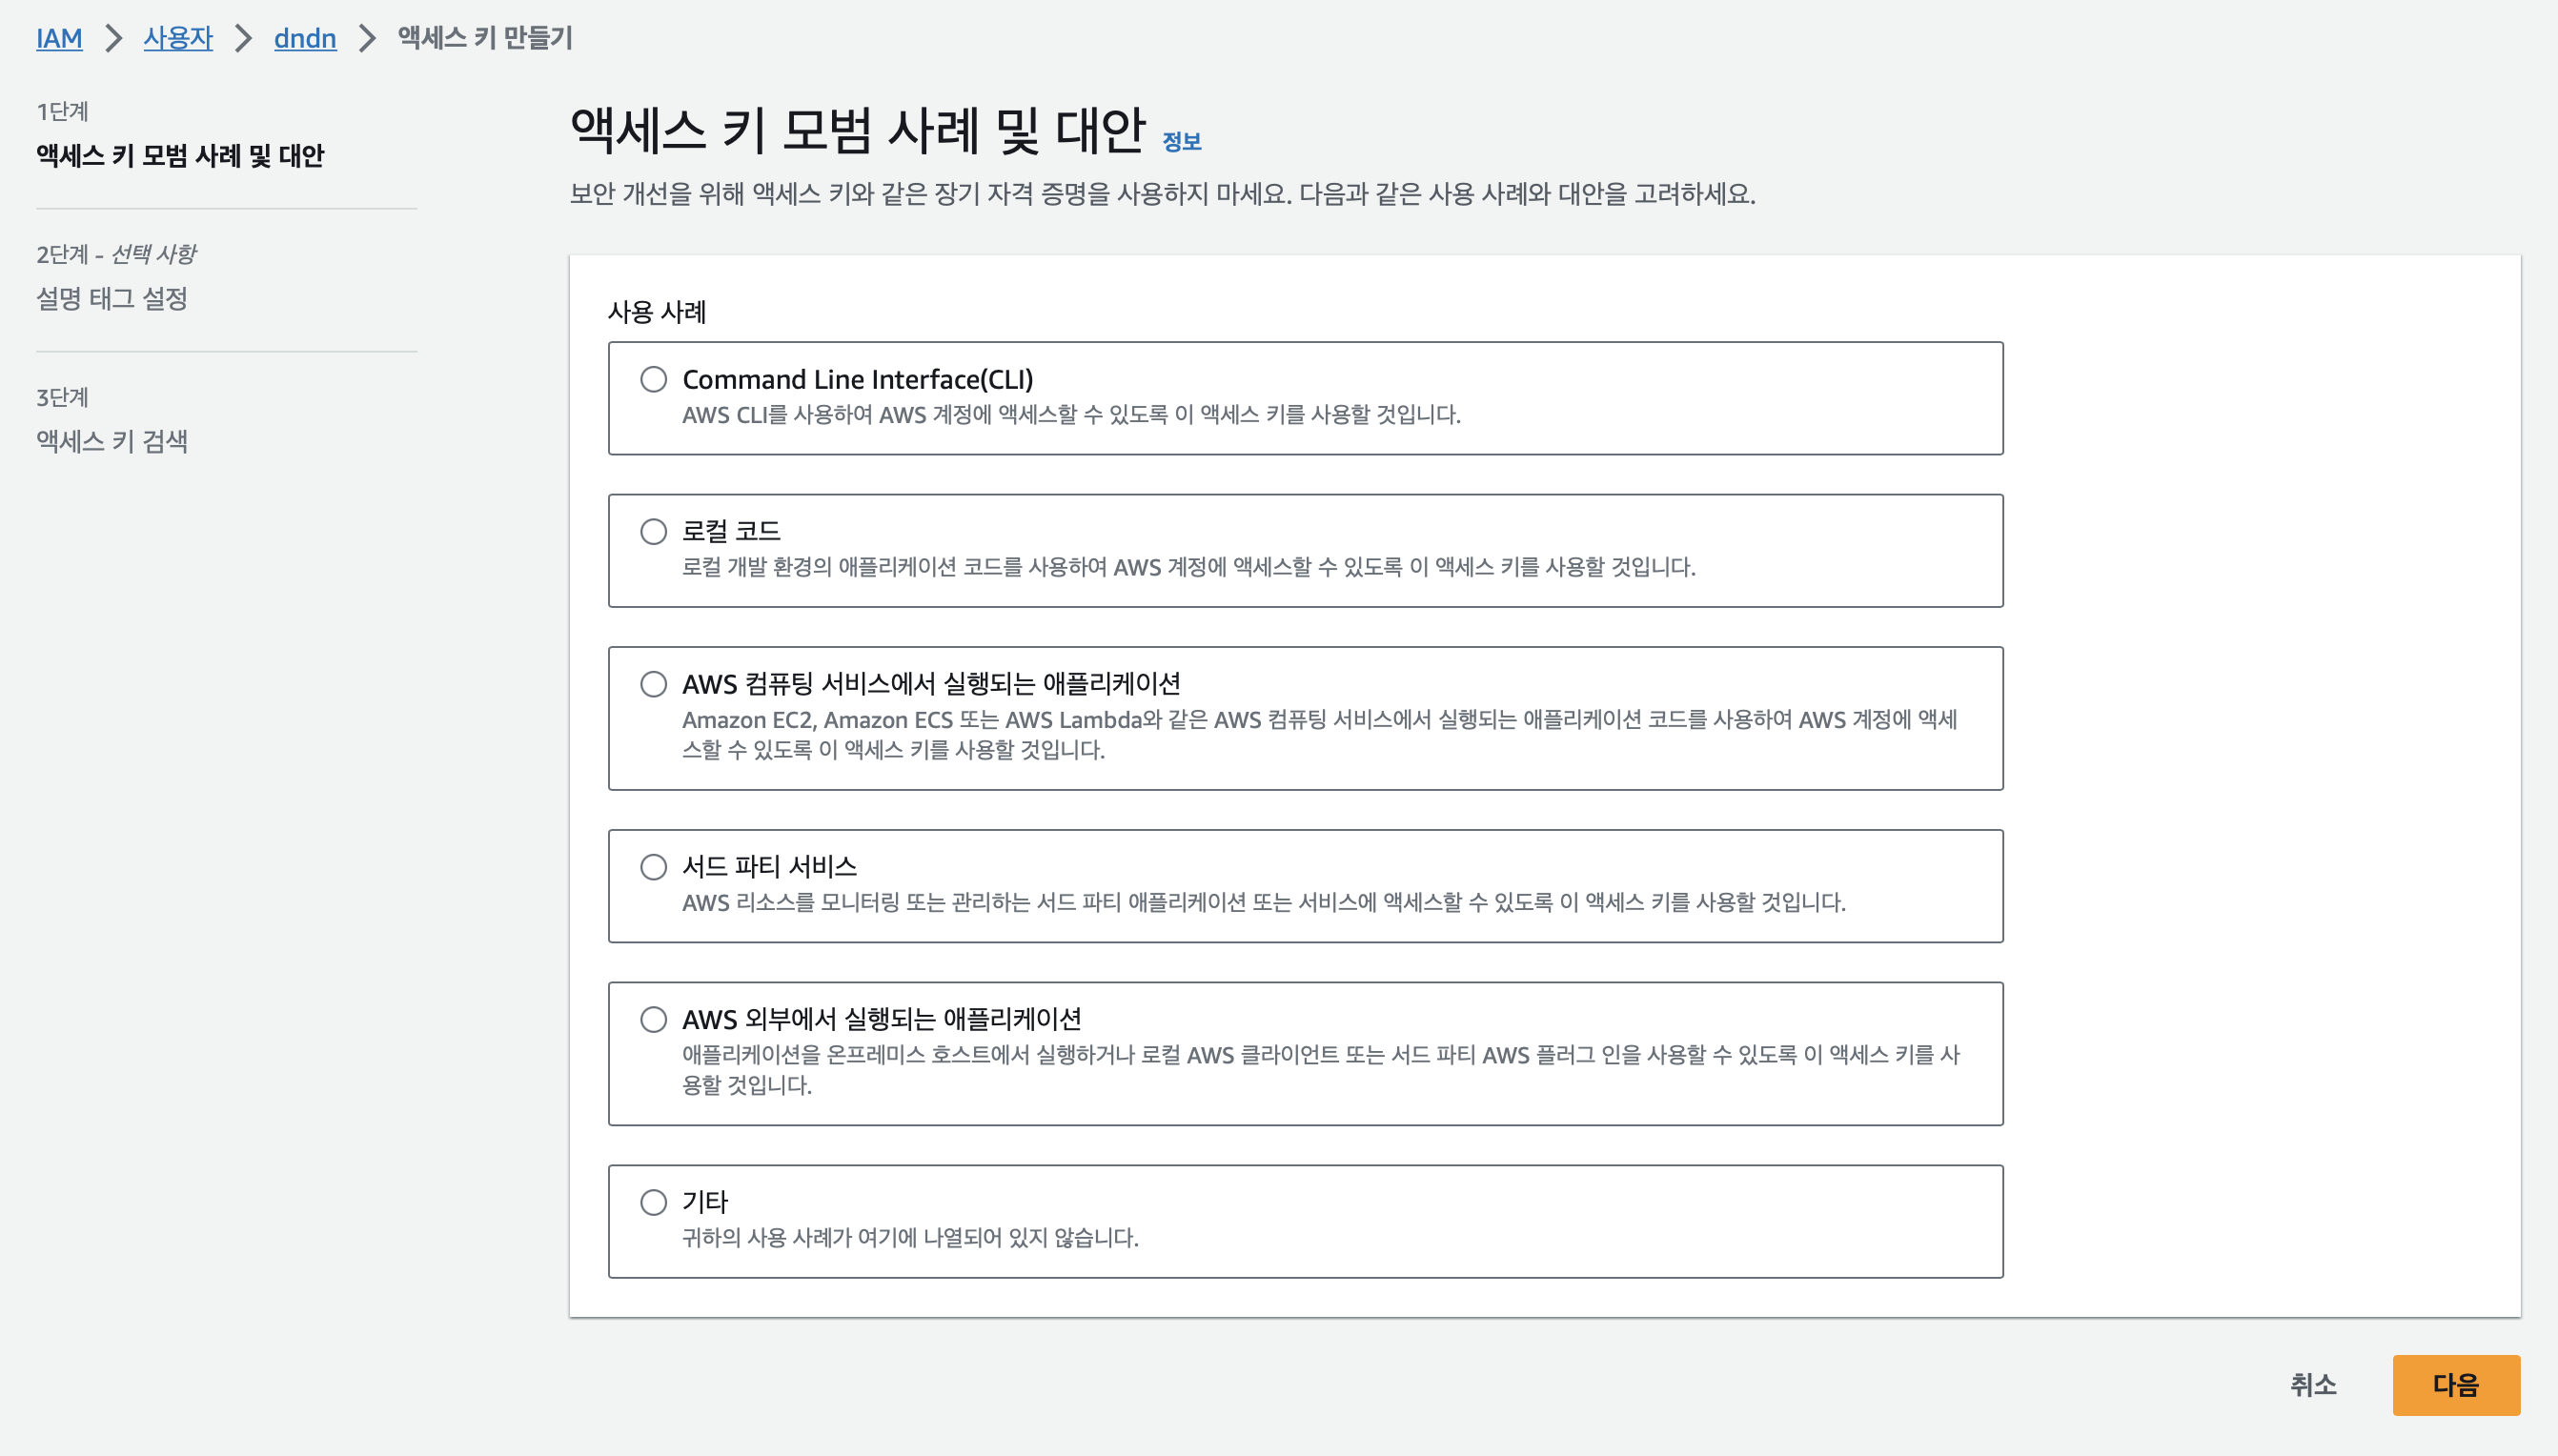 IAM > 사용자 > dndn > 액세스 키 만들기
1단계
액세스 키 모범 사례 및 대안
2단계 - 선택 사항
설명 태그 설정
3단계
액세스 키 검색
액세스 키 모범 사례 및 대안 정보
보안 개선을 위해 액세스 키와 같은 장기 자격 증명을 사용하지 마세요. 다음과 같은 사용 사례와 대안을 고려하세요.
사용 사례
Command Line Interface(CLI)
AWS CLI를 사용하여 AWS 계정에 액세스할 수 있도록 이 액세스 키를 사용할 것입니다.
로컬 코드
로컬 개발 환경의 애플리케이션 코드를 사용하여 AWS 계정에 액세스할 수 있도록 이 액세스 키를 사용할 것입니다.
AWS 컴퓨팅 서비스에서 실행되는 애플리케이션
Amazon EC2, Amazon ECS 또는 AWS Lambda와 같은 AWS 컴퓨팅 서비스에서 실행되는 애플리케이션 코드를 사용하여 AWS 계정에 액세
스할 수 있도록 이 액세스 키를 사용할 것입니다.
서드 파티 서비스
AWS 리소스를 모니터링 또는 관리하는 서드 파티 애플리케이션 또는 서비스에 액세스할 수 있도록 이 액세스 키를 사용할 것입니다.
AWS 외부에서 실행되는 애플리케이션
애플리케이션을 온프레미스 호스트에서 실행하거나 로컬 AWS 클라이언트 또는 서드 파티 AWS 플러그 인을 사용할 수 있도록 이 액세스 키를 사
용할 것입니다.
기타
귀하의 사용 사례가 여기에 나열되어 있지 않습니다.
취소
다음